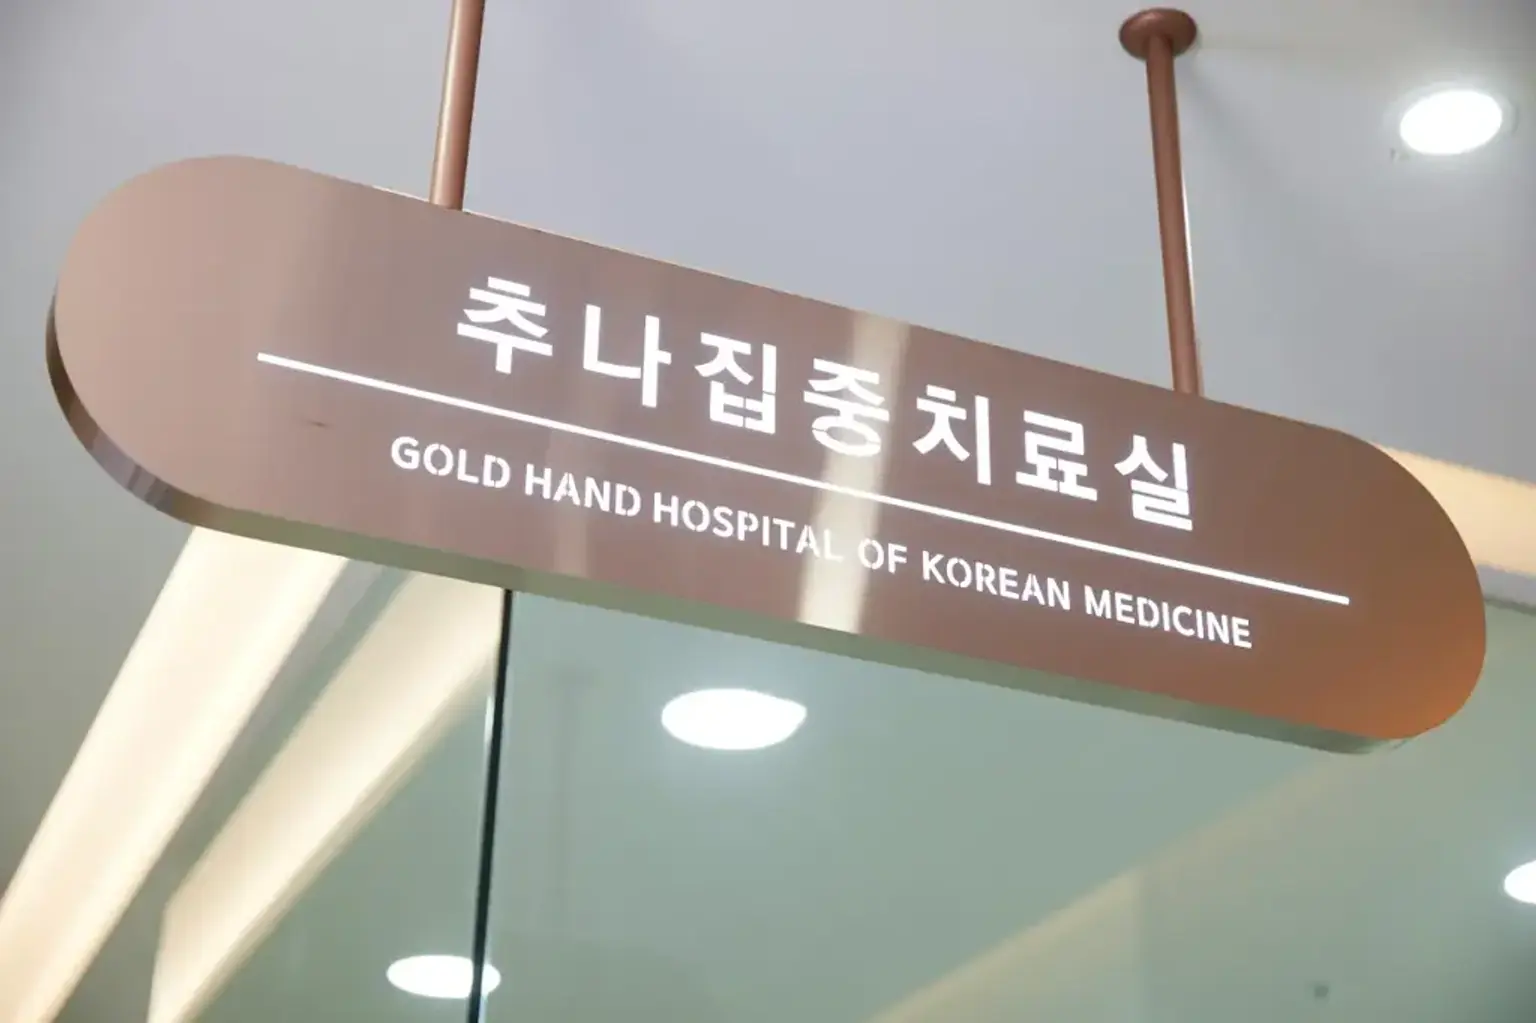 추나집중치료실
GOLD HAND HOSPITAL OF KOREAN MEDICINE